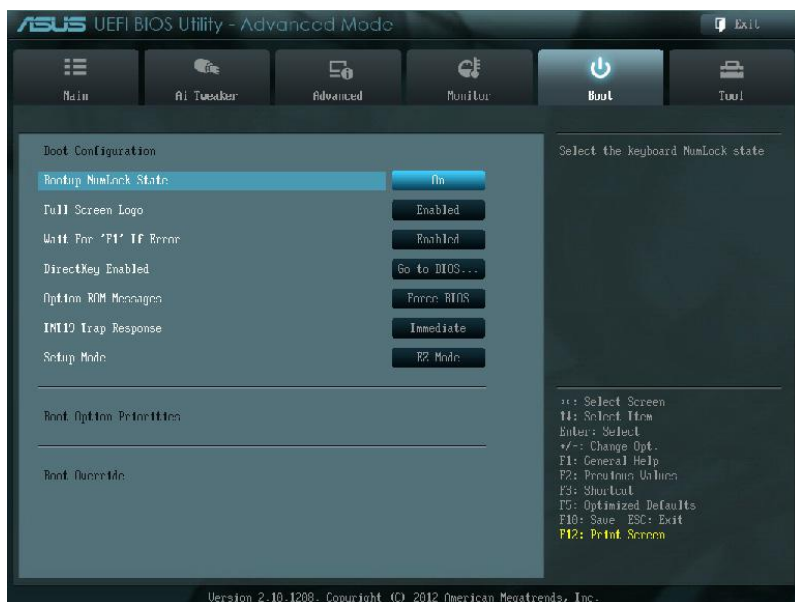 ASUS UEFI BIOS Utility - Advanced Mode
Exit
Main
Ai Tweaker
Advanced
Monitor
Boot
Tool
Boot Configuration
Bootup NumLock State
On
Full Screen Logo
Enabled
Wait For 'F1' If Error
Enabled
DirectKey Enabled
Go to BIOS...
Option ROM Messages
Force BIOS
INT19 Trap Response
Immediate
Setup Mode
EZ Mode
Boot Option Priorities
Boot Override
Select the keyboard NumLock state
→←: Select Screen
↑↓: Select Item
Enter: Select
+/-: Change Opt.
F1: General Help
F2: Previous Values
F3: Shortcut
F5: Optimized Defaults
F10: Save ESC: Exit
F12: Print Screen
Version 2.10.1208. Copyright (C) 2012 American Megatrends, Inc.